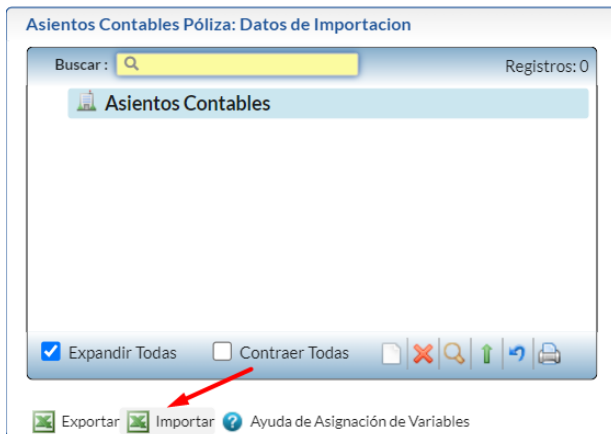 Asientos Contables Póliza: Datos de Importacion
Buscar : Registros: 0
Asientos Contables
Expandir Todas Contraer Todas
Exportar Importar Ayuda de Asignación de Variables